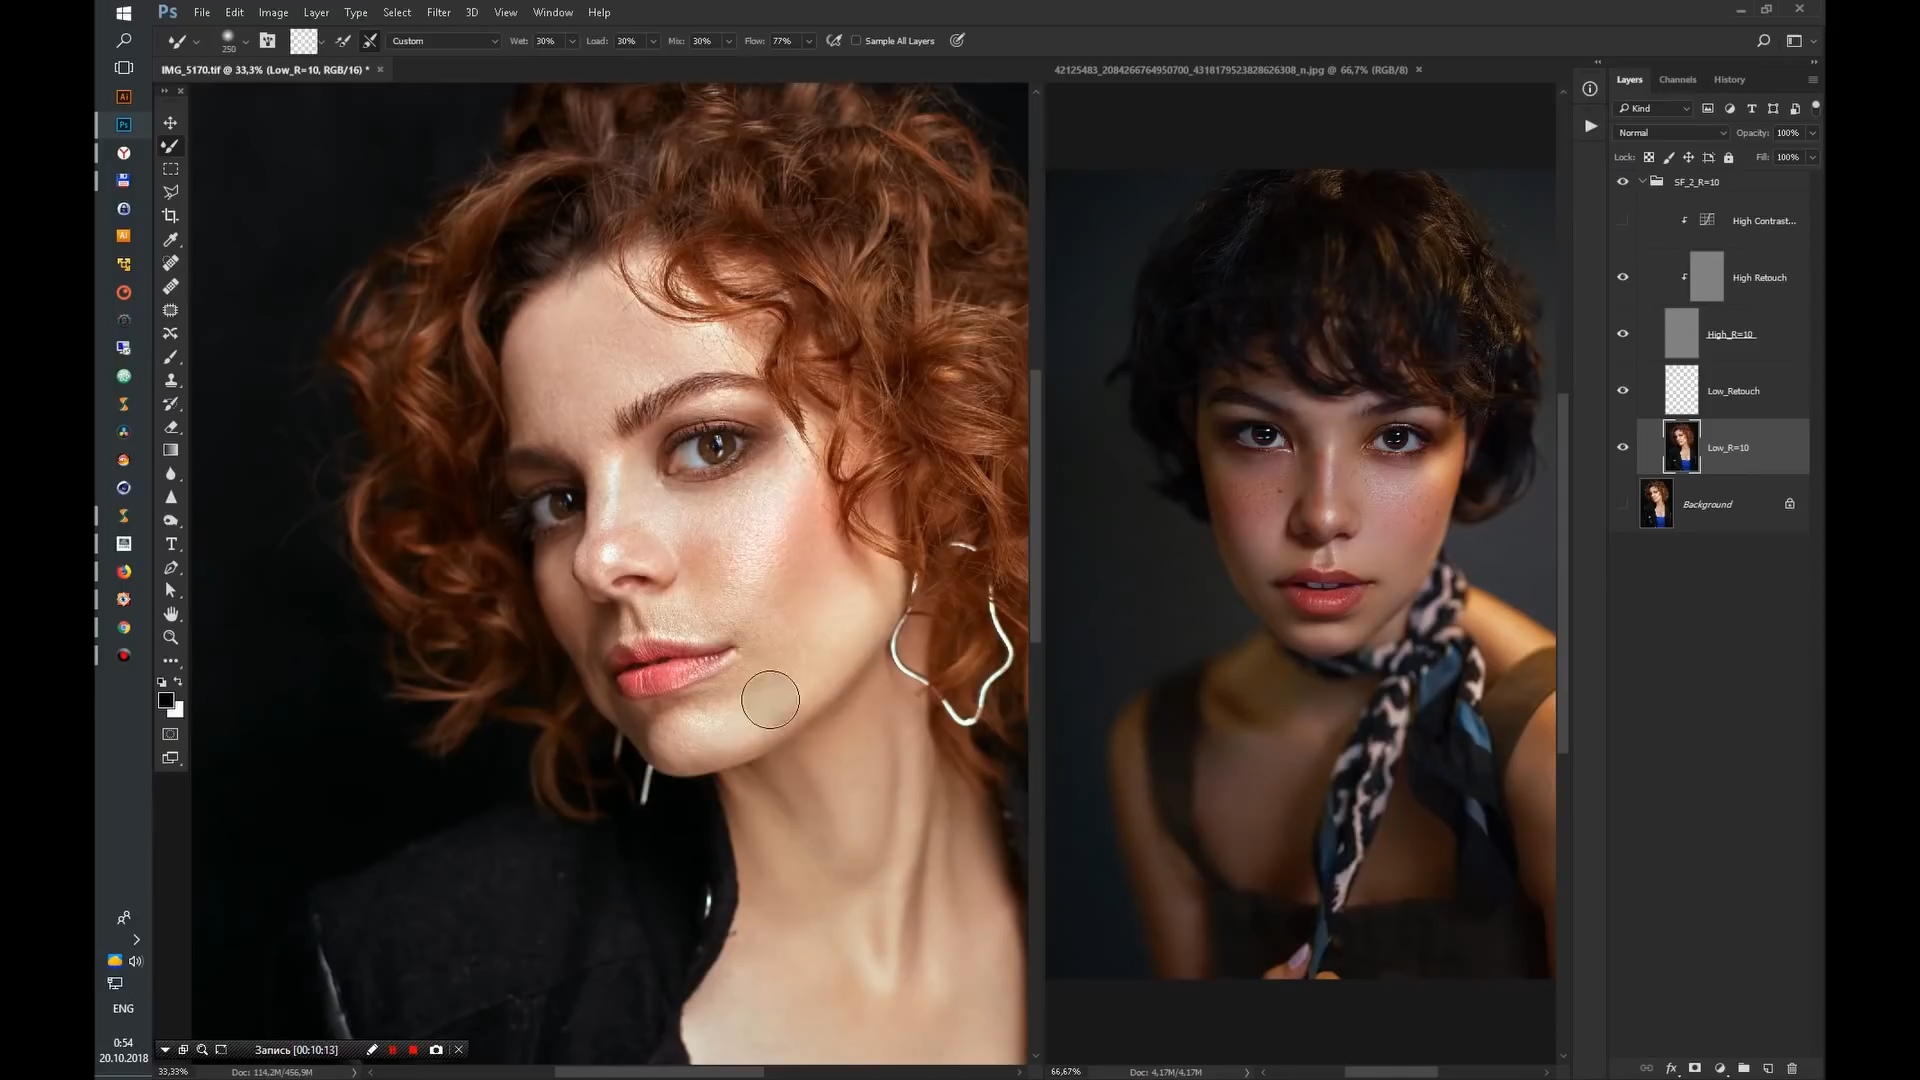 Ps File Edit Image Layer Type Select Filter 3D View Window Help
250 Custom Wet: 30% Load: 30% Mix: 30% Flow: 77% Sample All Layers
IMG_5170.tif @ 33,3% (Low_R=10, RGB/16) *
42125483_2084266764950700_4318179523828626308_n.jpg @ 66,7% (RGB/8)
Layers Channels History
Kind
Normal Opacity: 100%
Lock: Fill: 100%
SF_2_R=10
High Contrast...
High Retouch
High_R=10
Low_Retouch
Low_R=10
Background
Ai
Ps
ENG
0:54
20.10.2018
Запись [00:10:13]
33,33% Doc: 114,2M/456,9M
66,67% Doc: 4,17M/4,17M